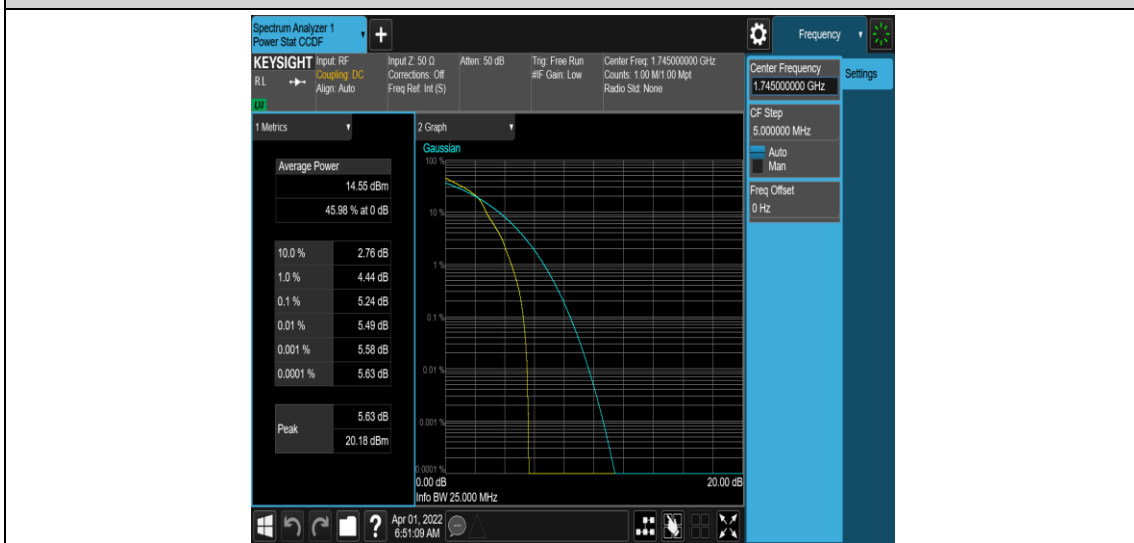 Spectrum Analyzer 1
Power Stat CCDF
+
Frequency
KEYSIGHT
RL
LXI
Input: RF
Coupling: DC
Align: Auto
Input Z: 50 Ω
Corrections: Off
Freq Ref: Int (S)
Atten: 50 dB
Trig: Free Run
#IF Gain: Low
Center Freq: 1.745000000 GHz
Counts: 1.00 M/1.00 Mpt
Radio Std: None
Center Frequency
1.745000000 GHz
Settings
CF Step
5.000000 MHz
Auto
Man
Freq Offset
0 Hz
1 Metrics
Average Power
14.55 dBm
45.98 % at 0 dB
10.0 % 2.76 dB
1.0 % 4.44 dB
0.1 % 5.24 dB
0.01 % 5.49 dB
0.001 % 5.58 dB
0.0001 % 5.63 dB
Peak
5.63 dB
20.18 dBm
2 Graph
Gaussian
100 %
10 %
1 %
0.1 %
0.01 %
0.001 %
0.0001 %
0.00 dB 20.00 dB
Info BW 25.000 MHz
?
Apr 01, 2022
6:51:09 AM